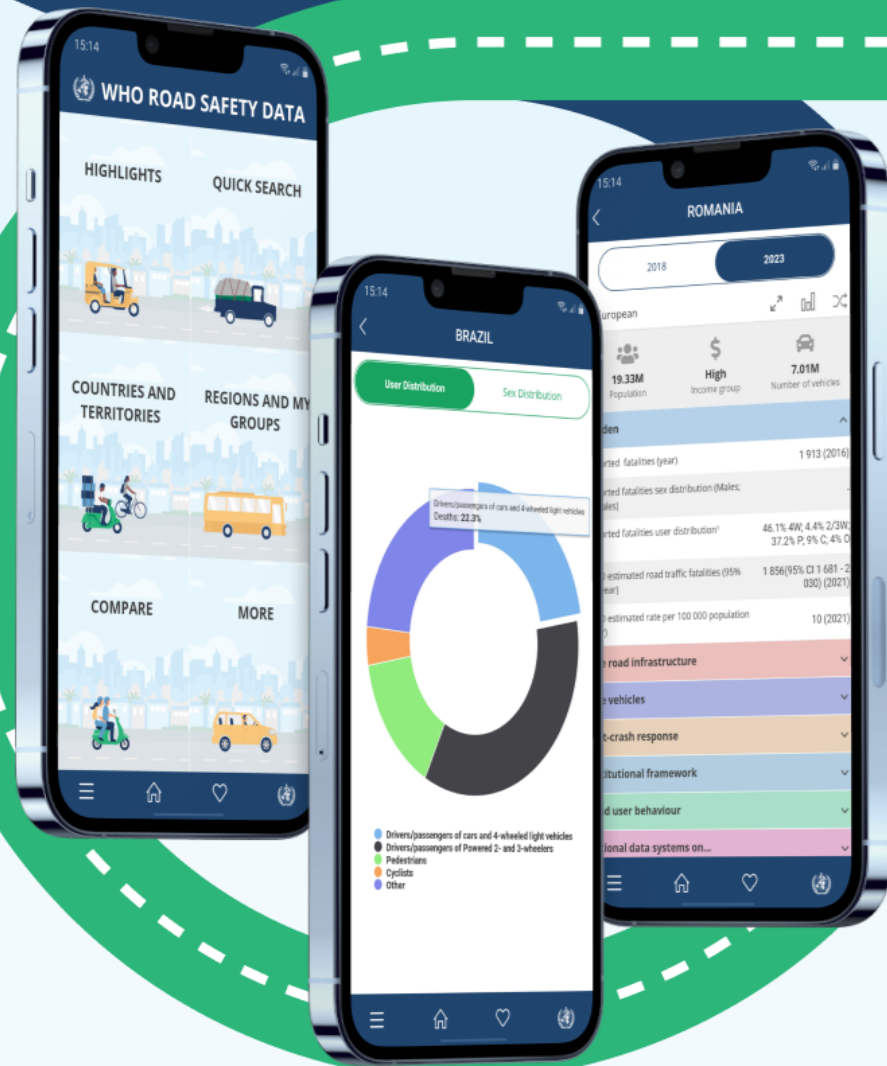 15:14
WHO ROAD SAFETY DATA
HIGHLIGHTS
QUICK SEARCH
COUNTRIES AND
TERRITORIES
REGIONS AND MY
GROUPS
COMPARE
MORE
15:14
BRAZIL
User Distribution
Sex Distribution
Drivers/passengers of cars and 4-wheeled light vehicles
Deaths: 22.3%
Drivers/passengers of cars and 4-wheeled light vehicles
Drivers/passengers of Powered 2- and 3-wheelers
Pedestrians
Cyclists
Other
15:14
ROMANIA
2018
2023
uropean
19.33M
Population
High
Income group
7.01M
Number of vehicles
den
rted fatalities (year)
1 913 (2016)
rted fatalities sex distribution (Males;
ales)
-
rted fatalities user distribution¹
46.1% 4W; 4.4% 2/3W;
37.2% P; 9% C; 4% O
estimated road traffic fatalities (95%
year)
1 856(95% CI 1 681 - 2
030) (2021)
estimated rate per 100 000 population
10 (2021)
e road infrastructure
e vehicles
t-crash response
titutional framework
d user behaviour
ional data systems on...